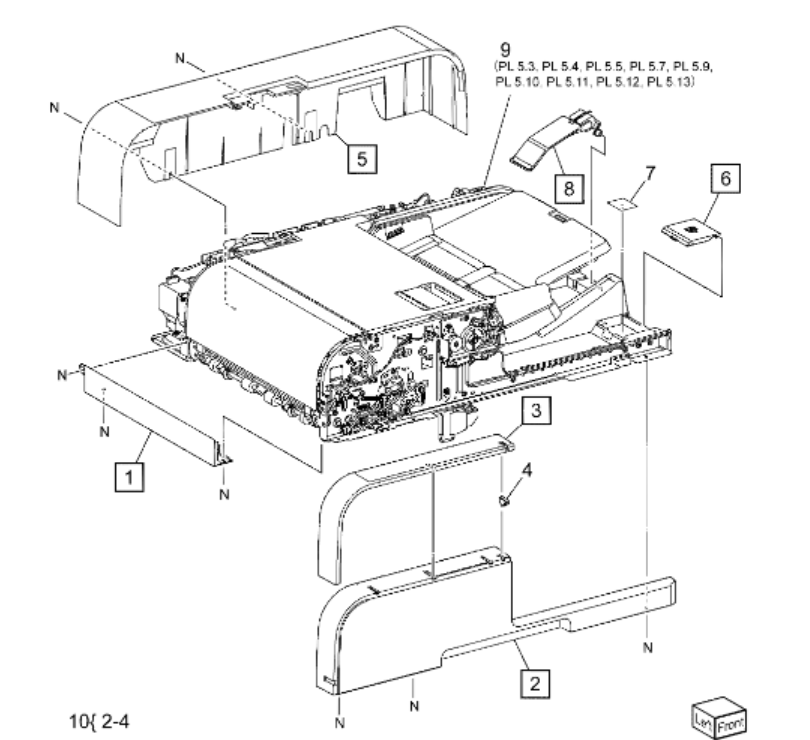 9
(PL 5.3, PL 5.4, PL 5.5, PL 5.7, PL 5.9,
PL 5.10, PL 5.11, PL 5.12, PL 5.13)
N
N
5
8
7
6
N
N
1
N
3
4
2
N
N
N
10{ 2-4
Left Front